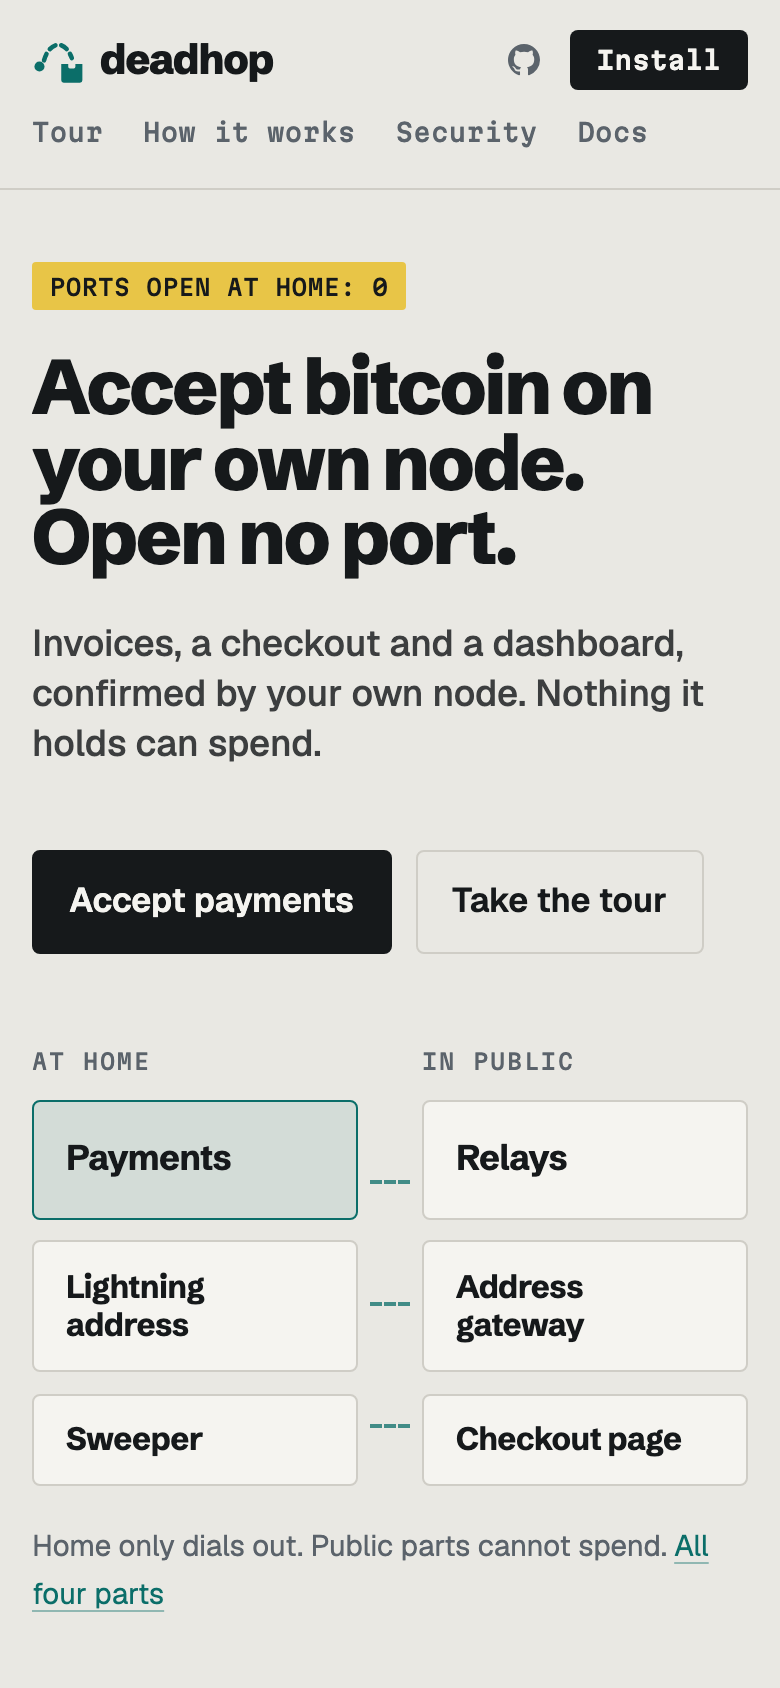 deadhop
Install
Tour How it works Security Docs
PORTS OPEN AT HOME: 0
Accept bitcoin on
your own node.
Open no port.
Invoices, a checkout and a dashboard,
confirmed by your own node. Nothing it
holds can spend.
Accept payments
Take the tour
AT HOME
IN PUBLIC
Payments
Relays
Lightning
address
Address
gateway
Sweeper
Checkout page
Home only dials out. Public parts cannot spend. All
four parts